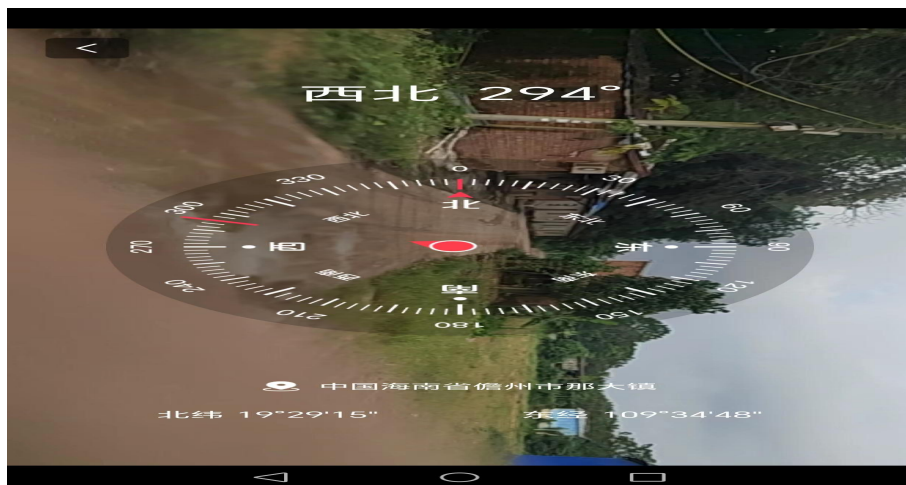 西北 294°
0
330
30
300
60
北
西北
东北
270
西
东
90
西南
东南
240
120
南
210
150
180
中国海南省儋州市那大镇
北纬 19°29'15"
东经 109°34'48"